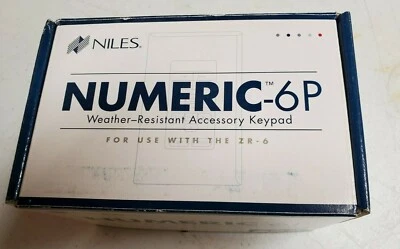 NILES®
NUMERIC™-6P
Weather-Resistant Accessory Keypad
FOR USE WITH THE ZR-6